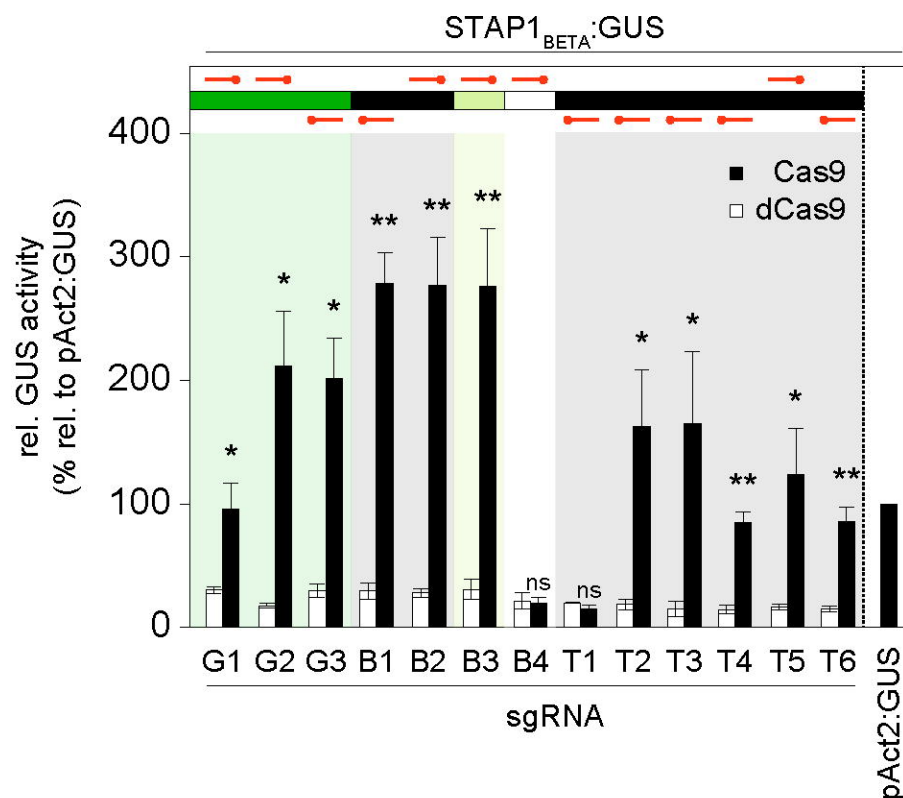 STAP1BETA:GUS
400
300
200
100
0
rel. GUS activity
(% rel. to pAct2:GUS)
Cas9
dCas9
* * * ** ** ** ns ns * * ** * **
G1 G2 G3 B1 B2 B3 B4 T1 T2 T3 T4 T5 T6
sgRNA
pAct2:GUS